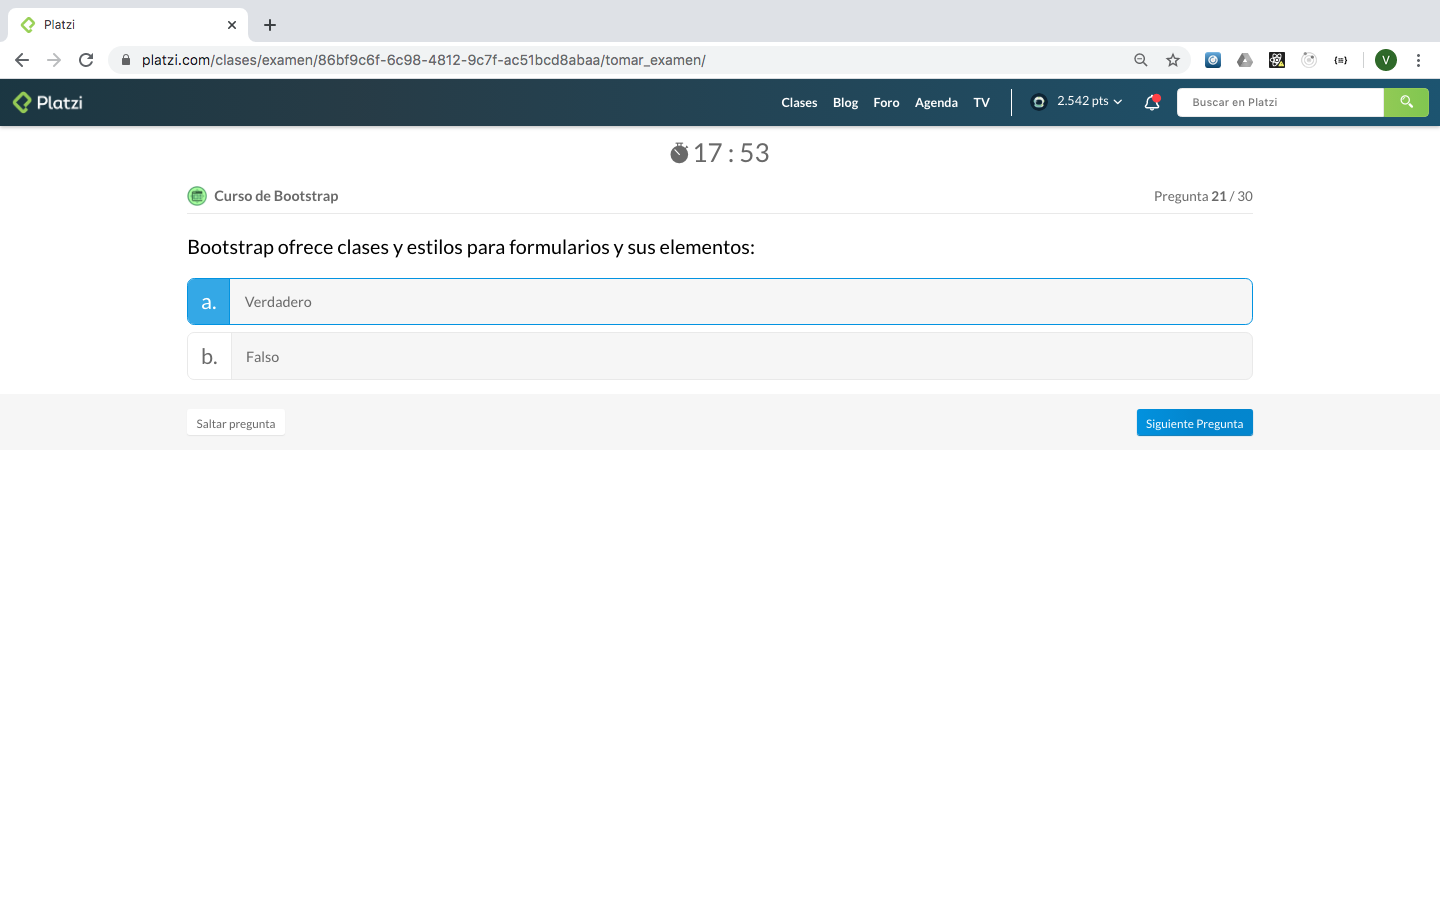 Platzi
platzi.com/clases/examen/86bf9c6f-6c98-4812-9c7f-ac51bcd8abaa/tomar_examen/
V
Platzi
Clases Blog Foro Agenda TV
2.542 pts
Buscar en Platzi
17 : 53
Curso de Bootstrap
Pregunta 21 / 30
Bootstrap ofrece clases y estilos para formularios y sus elementos:
a. Verdadero
b. Falso
Saltar pregunta
Siguiente Pregunta